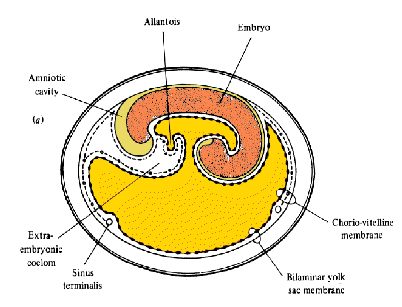 Allantois
Embryo
Amniotic
cavity
(g)
Extra-
embryonic
coelom
Sinus
terminalis
Chorio-vitelline
membrane
Bilaminar yolk
sac membrane